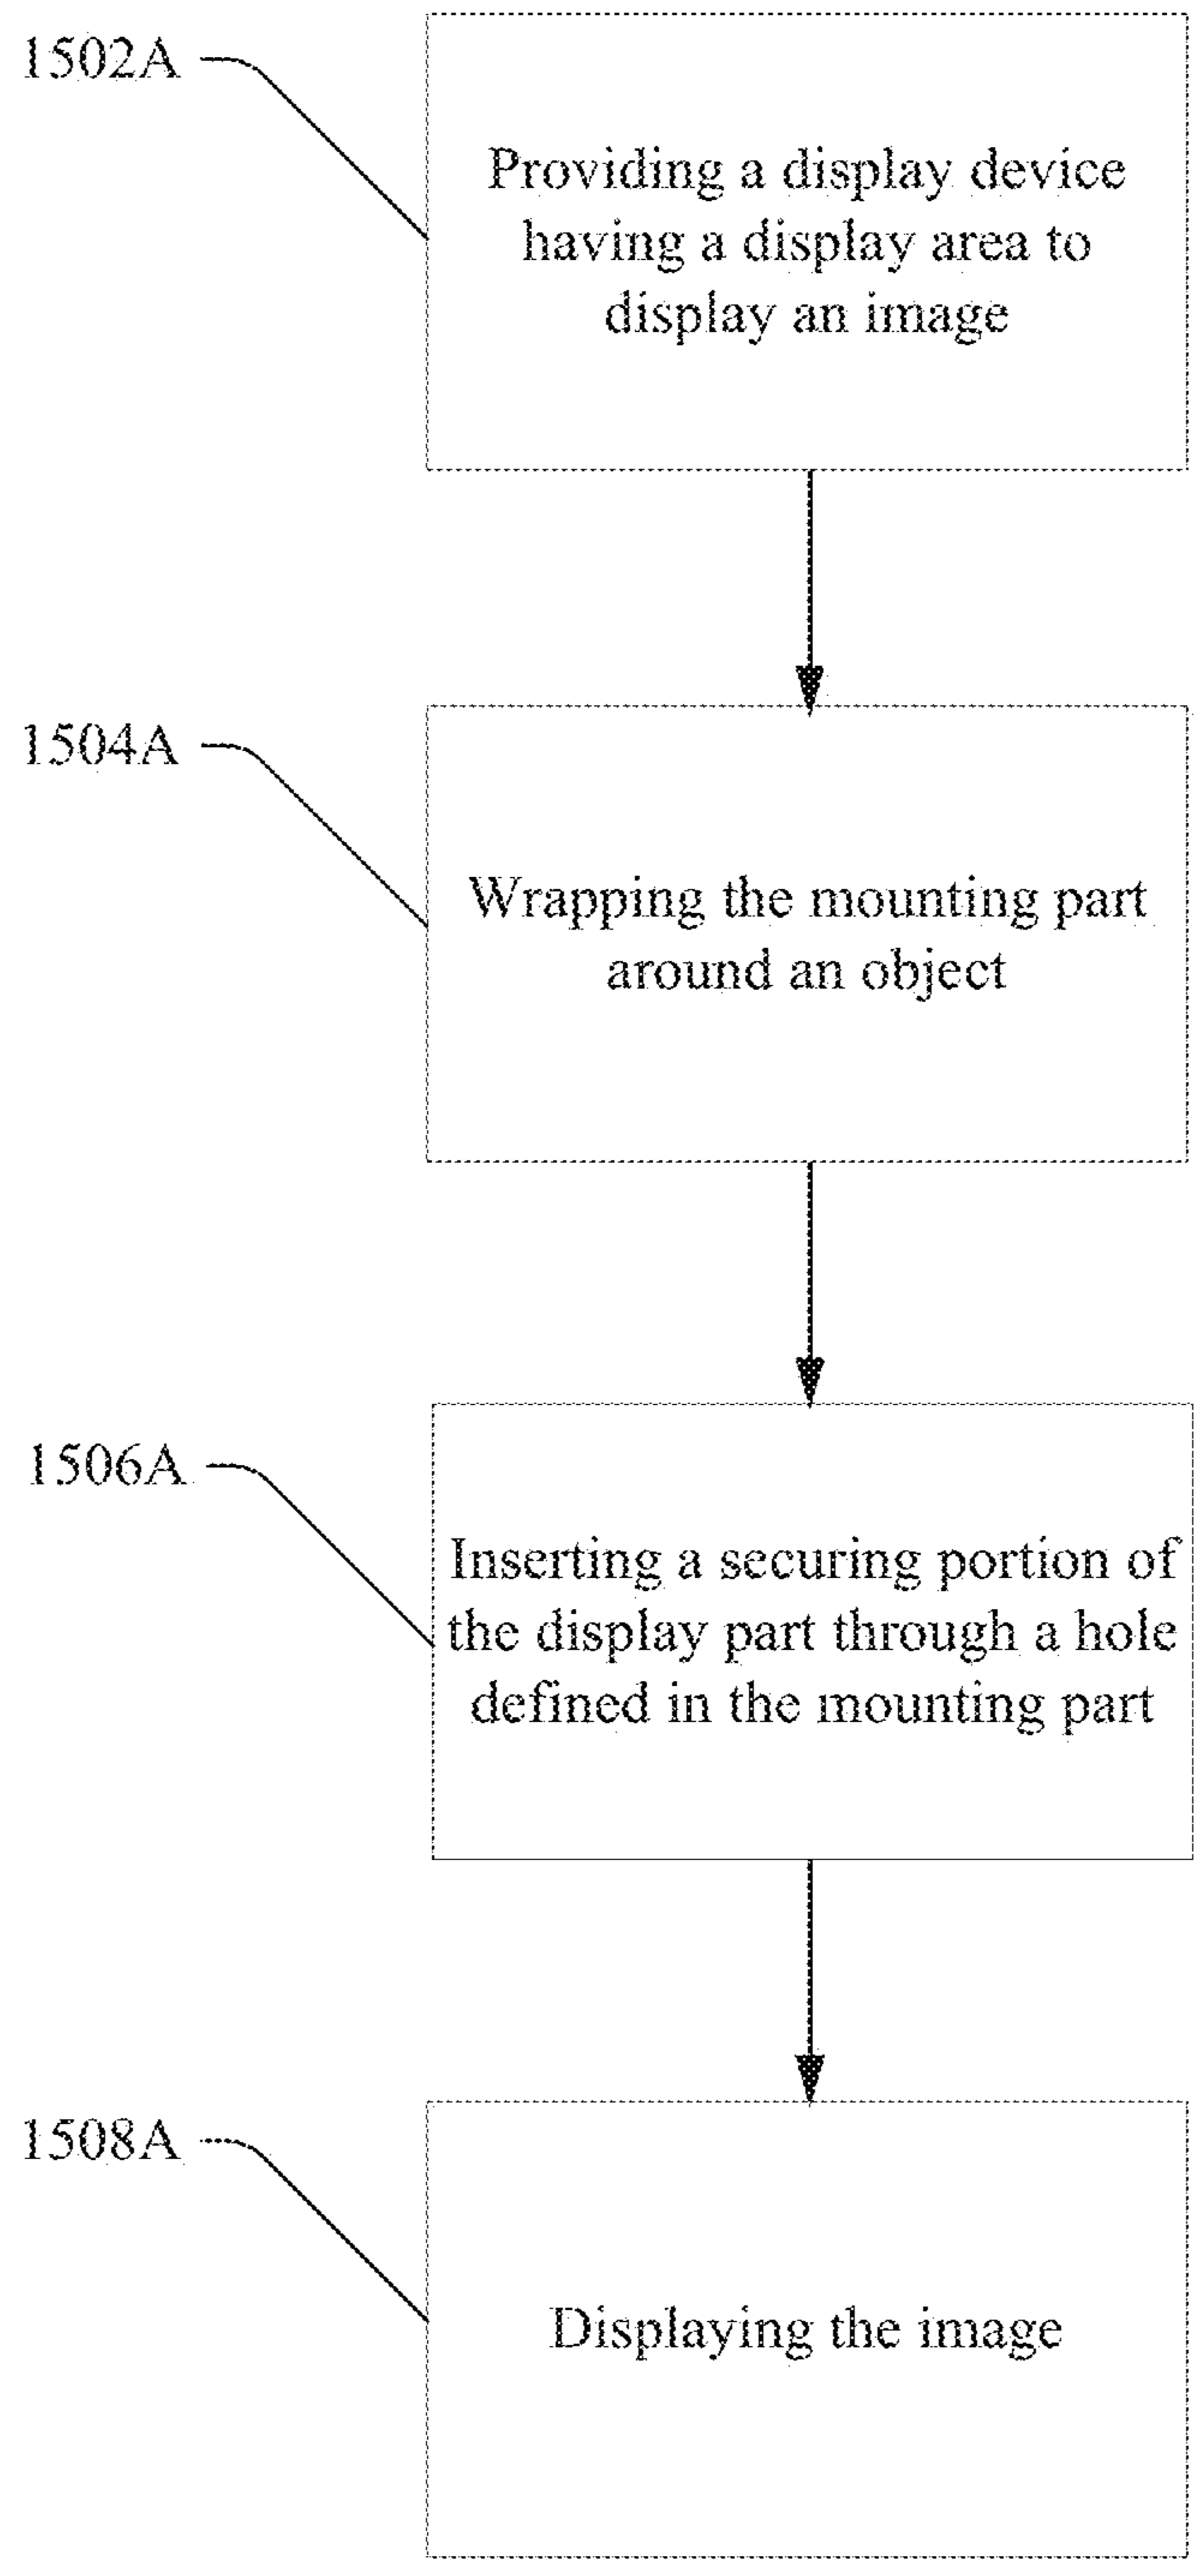 1502A
Providing a display device
having a display area to
display an image
1504A
Wrapping the mounting part
around an object
1506A
Inserting a securing portion of
the display part through a hole
defined in the mounting part
1508A
Displaying the image